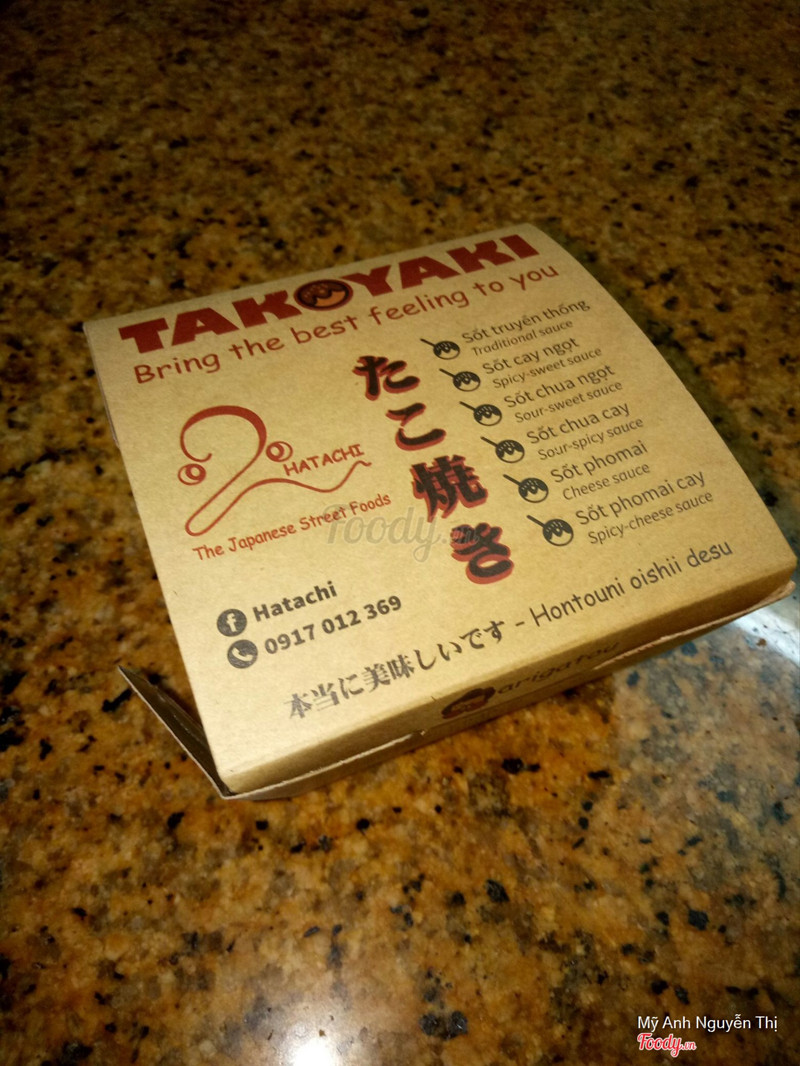 TAKOYAKI
Bring the best feeling to you
たこ焼き
Sốt truyền thống
Traditional sauce
Sốt cay ngọt
Spicy-sweet sauce
Sốt chua ngọt
Sour-sweet sauce
Sốt chua cay
Sour-spicy sauce
Sốt phomai
Cheese sauce
Sốt phomai cay
Spicy-cheese sauce
HATACHI
The Japanese Street Foods
Foody.vn
Hatachi
0917 012 369
本当に美味しいです - Hontouni oishii desu
arigatou
Mỹ Anh Nguyễn Thị
Foody.vn